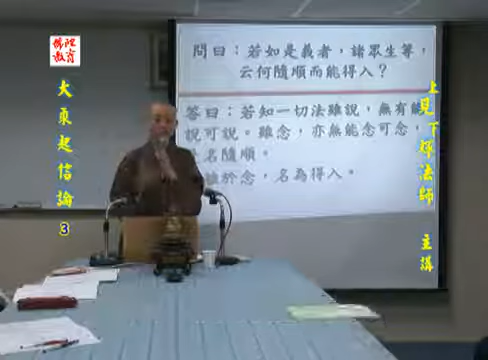 佛陀
教育
大乘起信論 3
問曰：若如是義者，諸眾生等，
云何隨順而能得入？
答曰：若知一切法雖說，無有能
說可說。雖念，亦無能念可念，
名隨順。
於念，名為得入。
上見下輝法師 主講